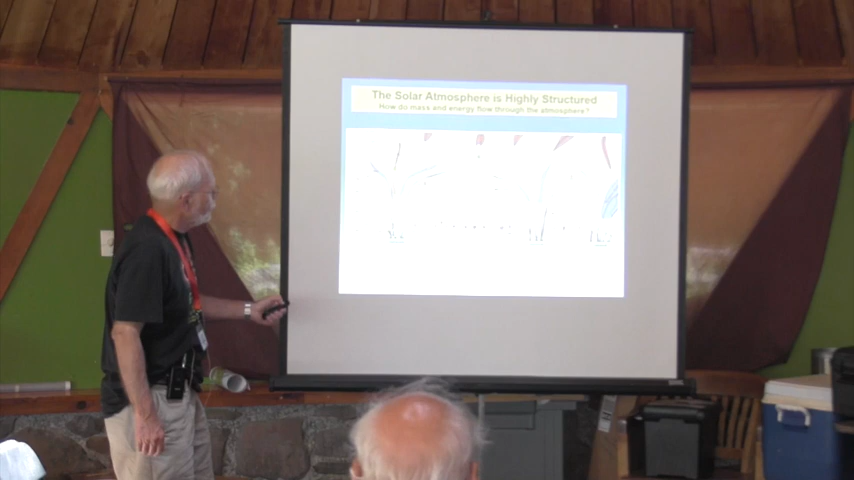 The Solar Atmosphere is Highly Structured
How do mass and energy flow through the atmosphere?